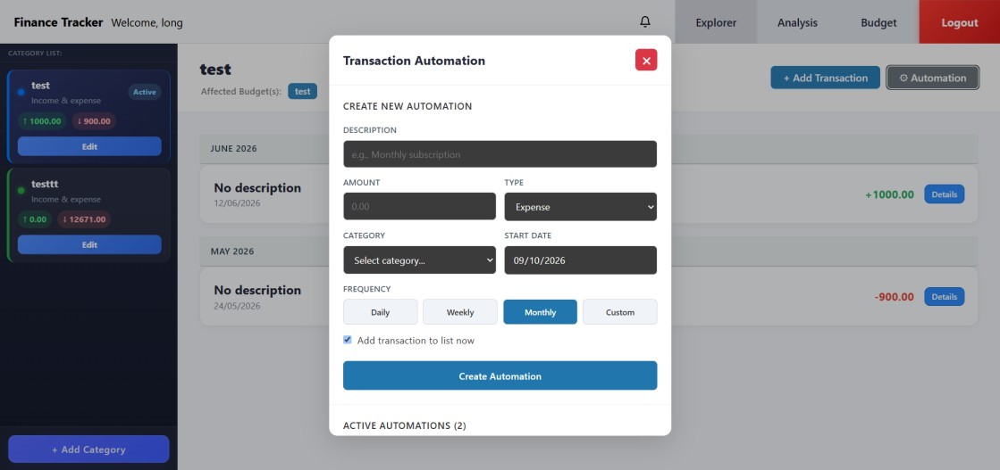 Finance Tracker Welcome, long
Explorer
Analysis
Budget
Logout
CATEGORY LIST:
test
Active
Income & expense
↑ 1000.00 ↓ 900.00
Edit
testtt
Income & expense
↑ 0.00 ↓ 12671.00
Edit
+ Add Category
test
Affected Budget(s): test
+ Add Transaction
⚙ Automation
JUNE 2026
No description
12/06/2026
+1000.00 Details
MAY 2026
No description
24/05/2026
-900.00 Details
Transaction Automation
×
CREATE NEW AUTOMATION
DESCRIPTION
e.g., Monthly subscription
AMOUNT TYPE
0.00 Expense
CATEGORY START DATE
Select category... 09/10/2026
FREQUENCY
Daily Weekly Monthly Custom
Add transaction to list now
Create Automation
ACTIVE AUTOMATIONS (2)